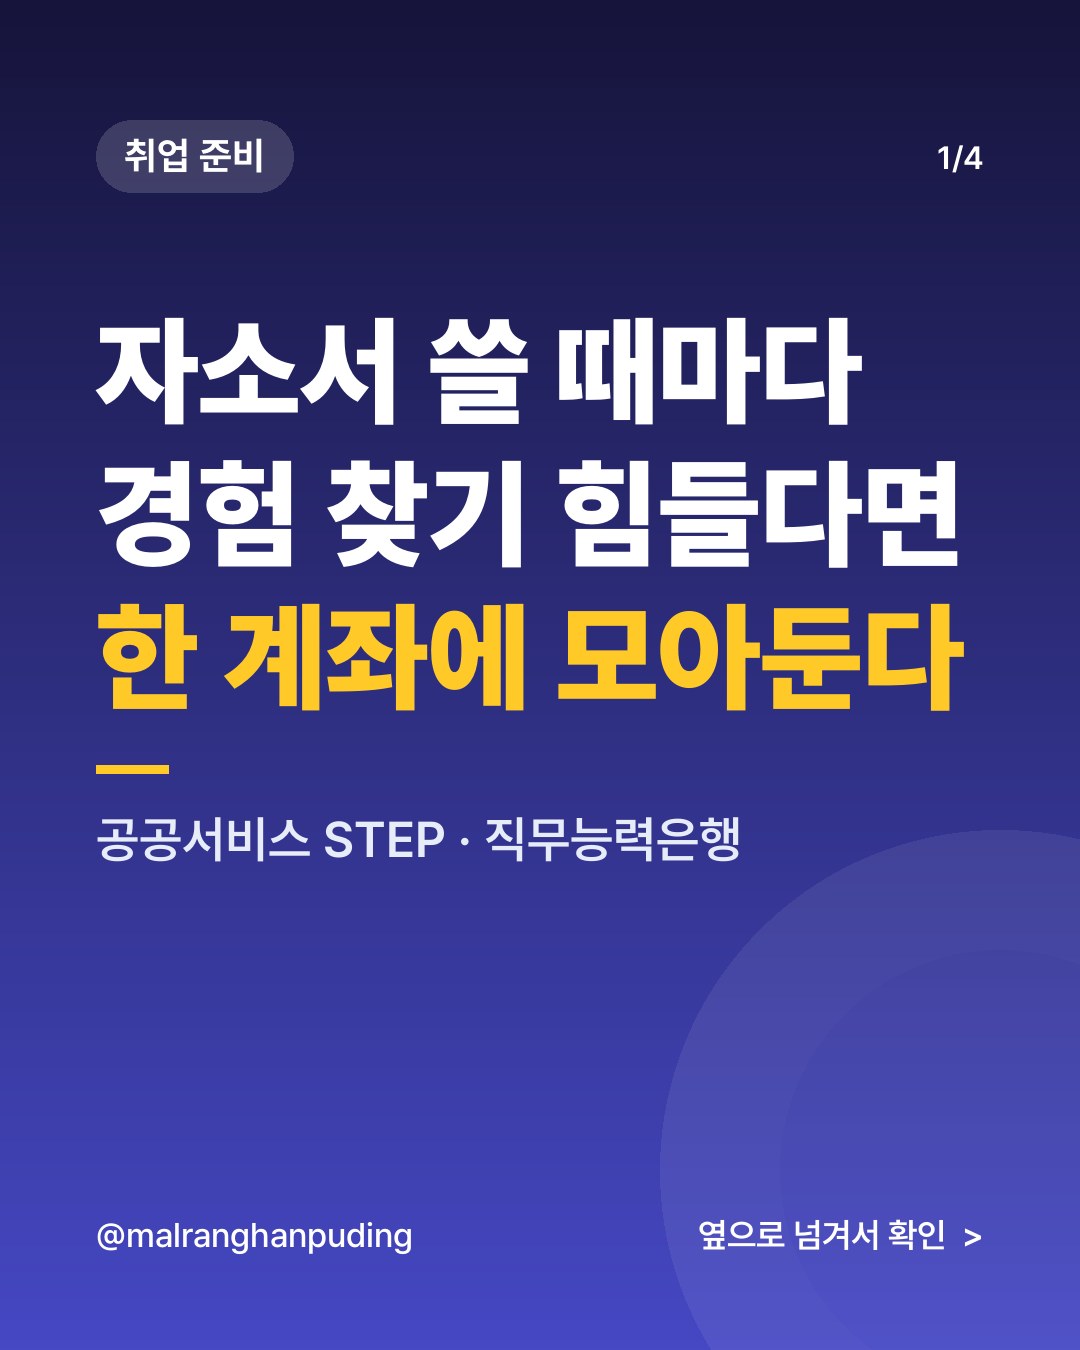 취업 준비
1/4
자소서 쓸 때마다
경험 찾기 힘들다면
한 계좌에 모아둔다
공공서비스 STEP · 직무능력은행
@malranghanpuding
옆으로 넘겨서 확인 >